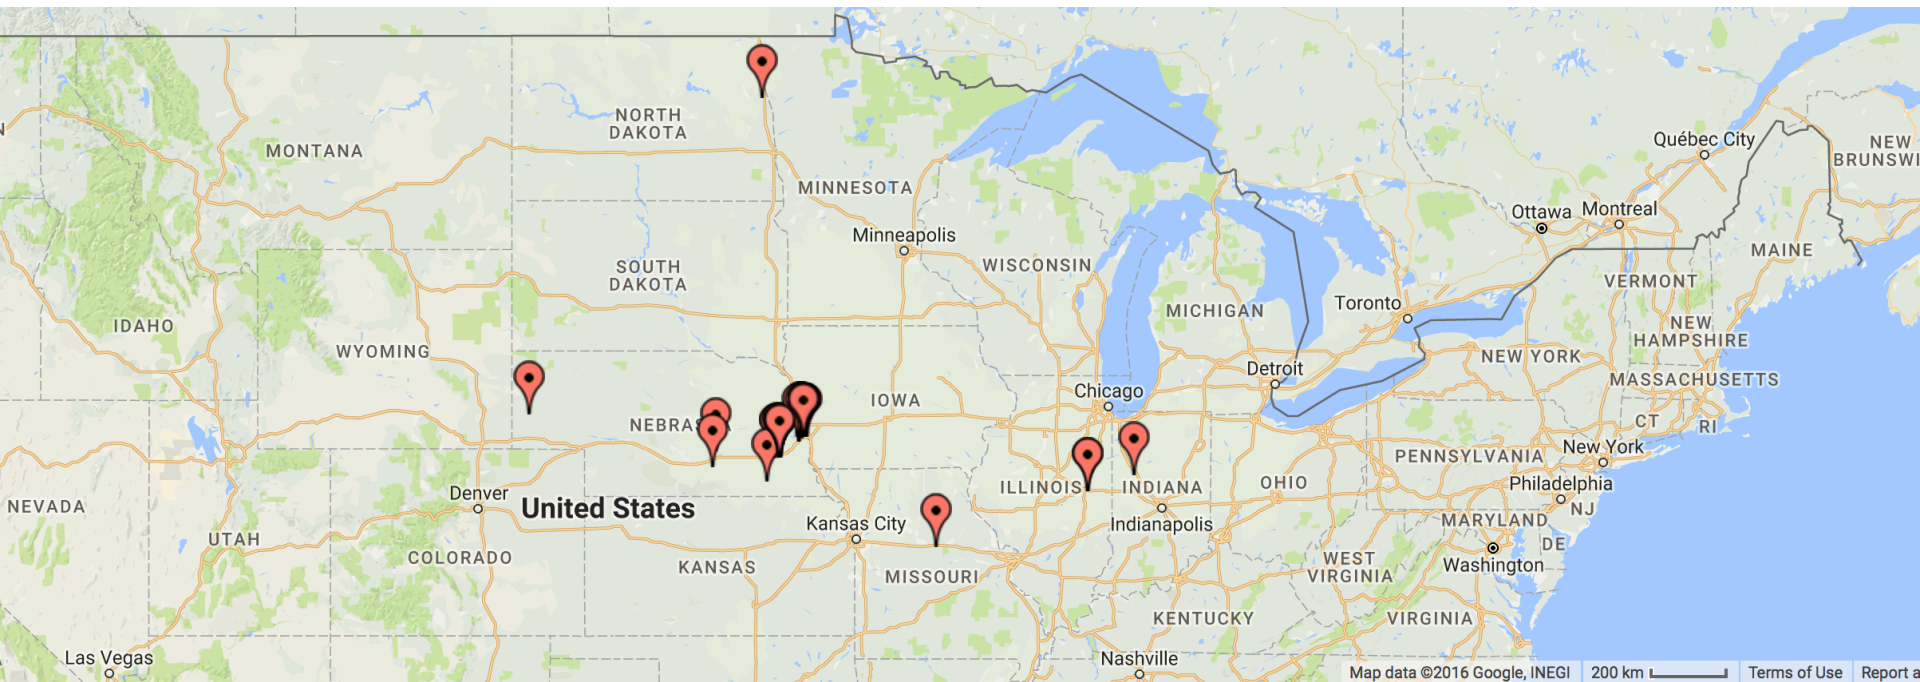 Québec City
NEW
BRUNSWI
NORTH
DAKOTA
MONTANA
MINNESOTA
Ottawa
Montreal
Minneapolis
MAINE
WISCONSIN
SOUTH
DAKOTA
VERMONT
Toronto
MICHIGAN
IDAHO
NEW
HAMPSHIRE
WYOMING
NEW YORK
Detroit
MASSACHUSETTS
Chicago
IOWA
CT
RI
NEBRAS
A
New York
PENNSYLVANIA
Philadelphia
ILLINOIS
INDIANA
OHIO
Denver
NEVADA
United States
NJ
MARYLAND
Kansas City
Indianapolis
UTAH
DE
COLORADO
WEST
VIRGINIA
Washington
KANSAS
MISSOURI
KENTUCKY
VIRGINIA
Las Vegas
Nashville
Map data ©2016 Google, INEGI
200 km
Terms of Use
Report a